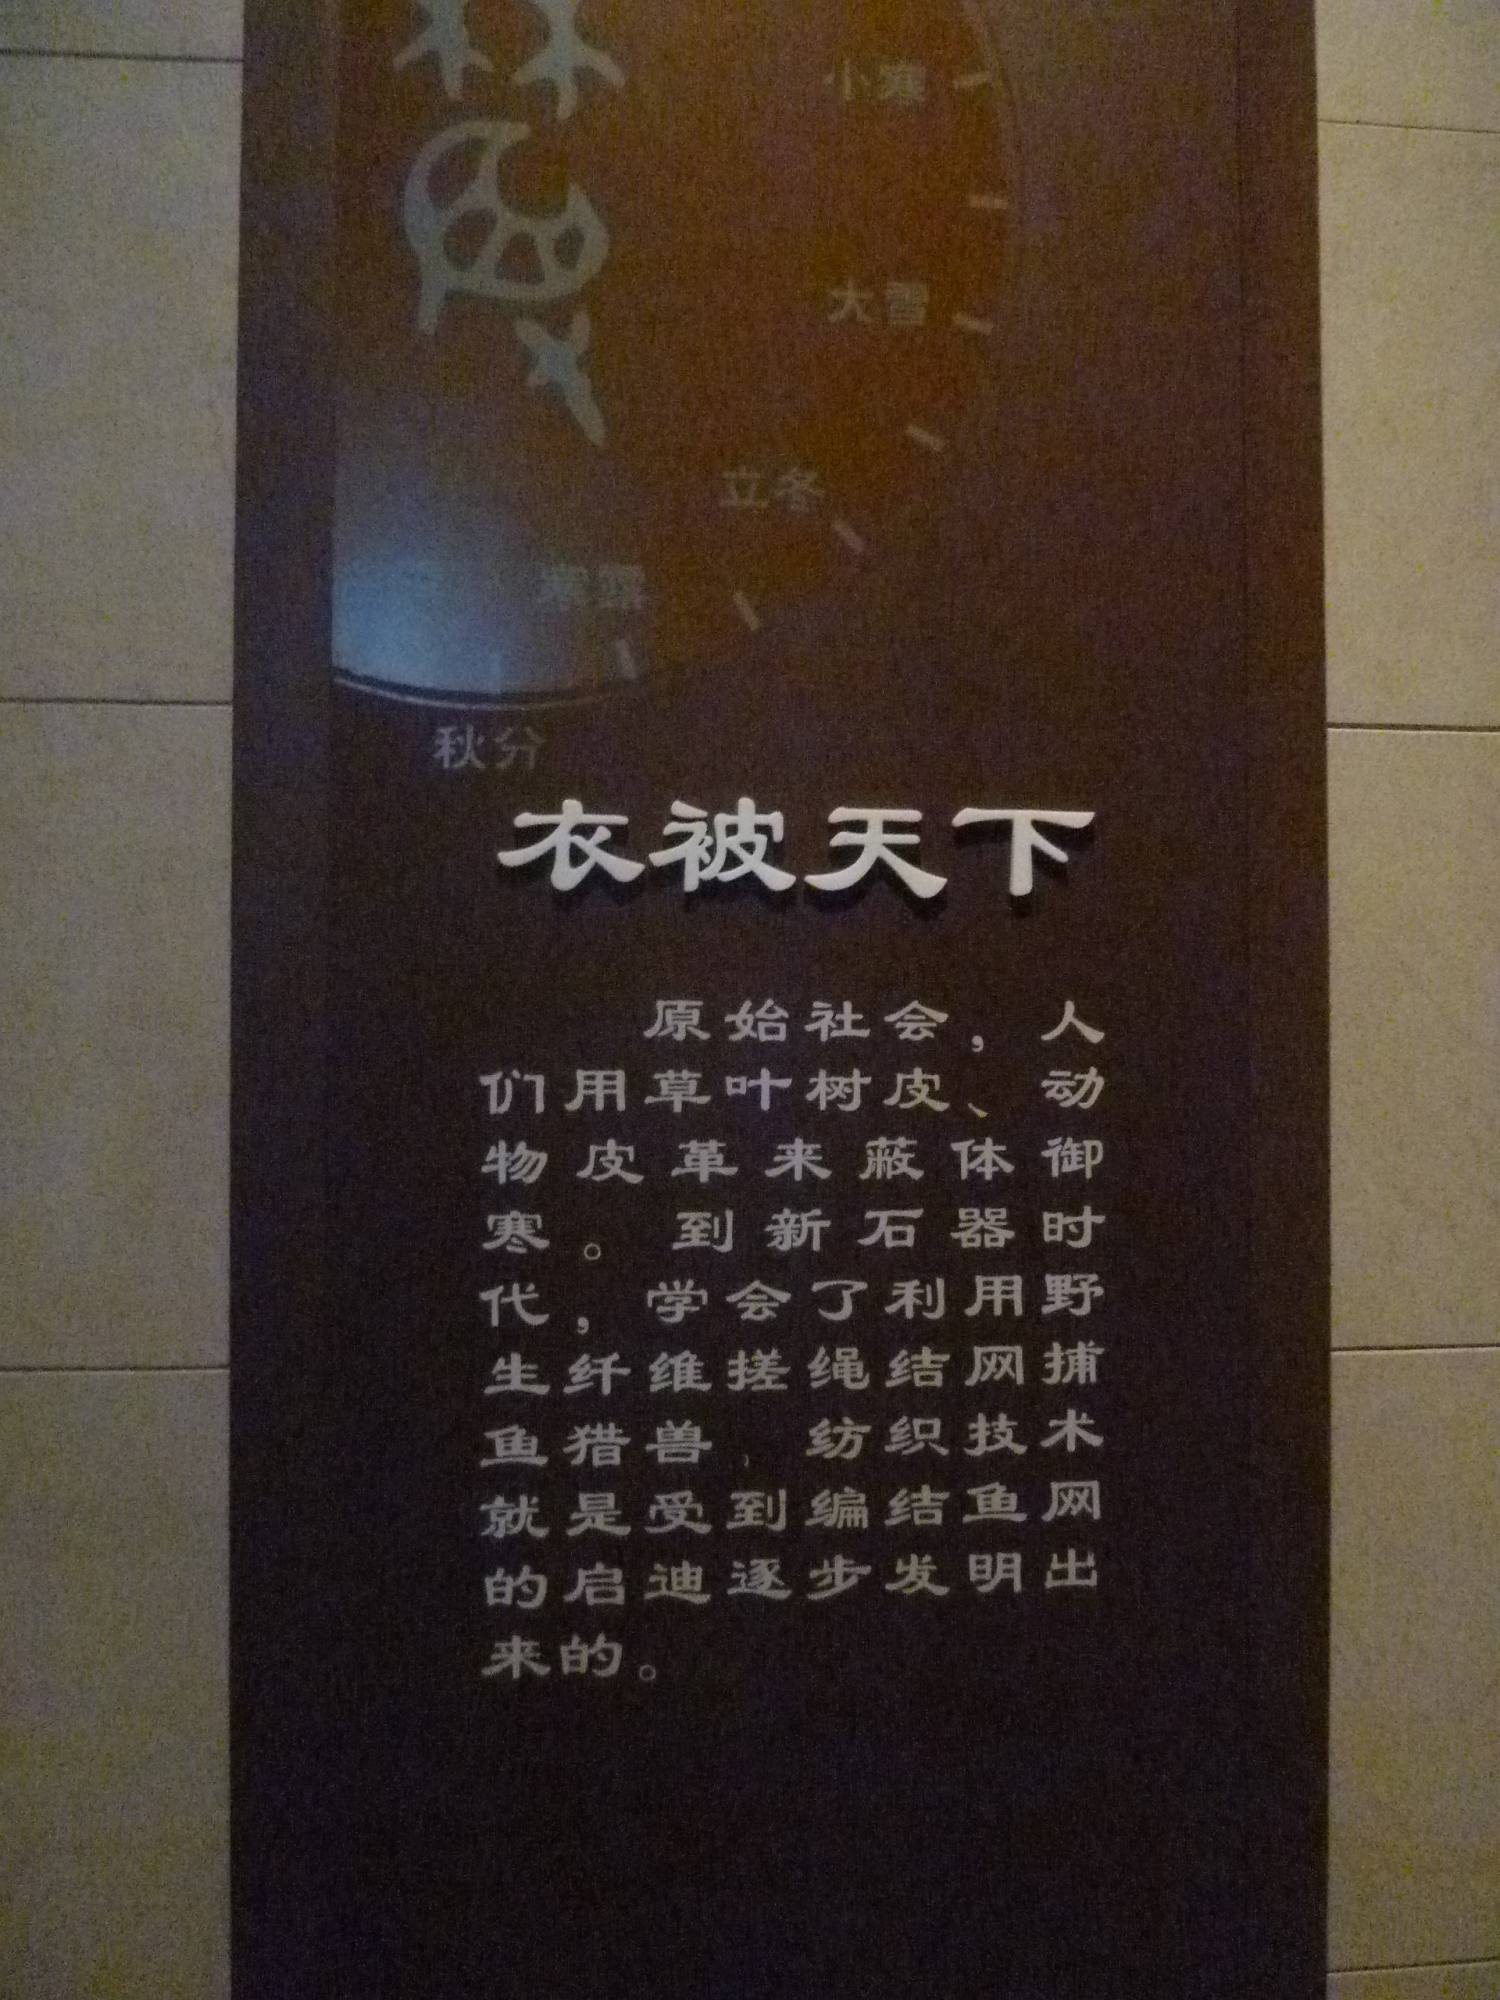 小寒
大雪
立冬
寒露
秋分
衣被天下
原始社会，人
们用草叶树皮、动
物皮革来蔽体御
寒。到新石器时
代，学会了利用野
生纤维搓绳结网捕
鱼猎兽，纺织技术
就是受到编结鱼网
的启迪逐步发明出
来的。